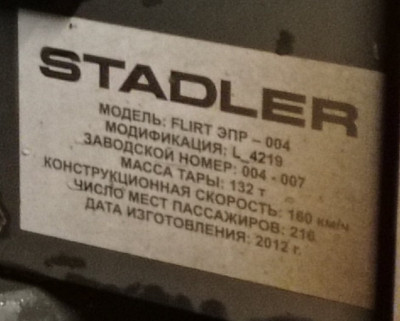 STADLER
МОДЕЛЬ: FLIRT ЭПР – 004
МОДИФИКАЦИЯ: L_4219
ЗАВОДСКОЙ НОМЕР: 004 - 007
МАССА ТАРЫ: 132 т
КОНСТРУКЦИОННАЯ СКОРОСТЬ: 160 км/ч
ЧИСЛО МЕСТ ПАССАЖИРОВ: 216
ДАТА ИЗГОТОВЛЕНИЯ: 2012 г.